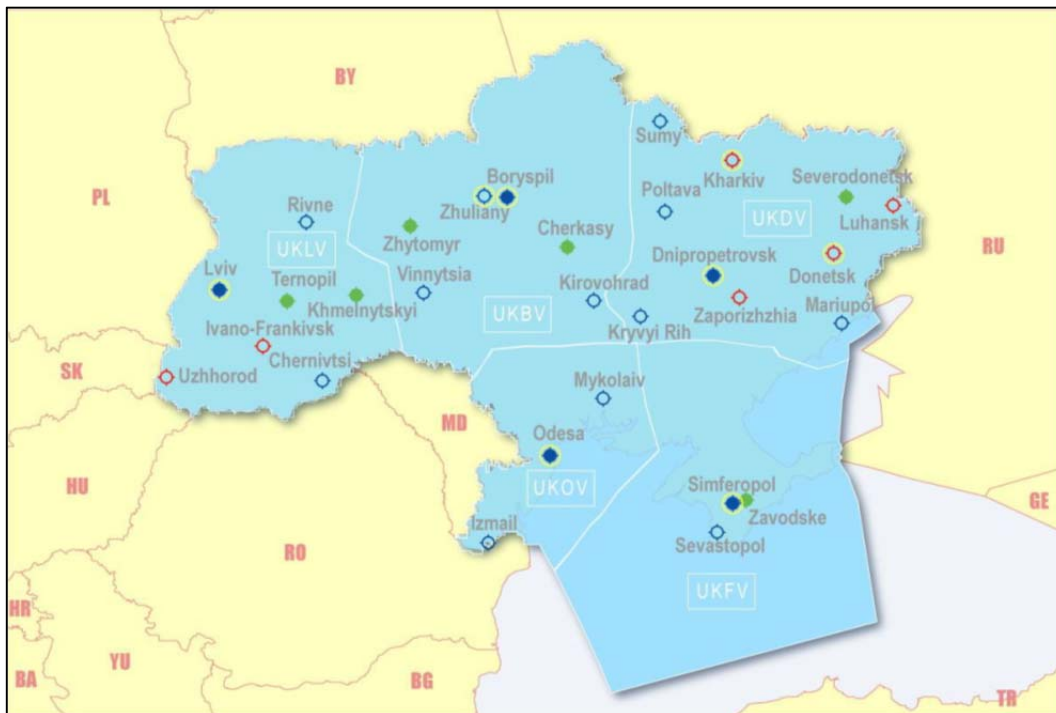 BY
Sumy
Boryspil
Kharkiv
Severodonetsk
PL
Rivne
Zhuliany
Poltava
UKDV
Luhansk
UKLV
Zhytomyr
Cherkasy
RU
Lviv
Ternopil
Vinnytsia
Dnipropetrovsk
Donetsk
Khmelnytskyi
Kirovohrad
Zaporizhzhia
Mariupol
UKBV
Ivano-Frankivsk
Kryvyi Rih
Chernivtsi
SK
Uzhhorod
Mykolaiv
MD
Odesa
HU
UKOV
Simferopol
GE
Zavodske
Izmail
Sevastopol
RO
UKFV
HR
YU
BA
BG
TR